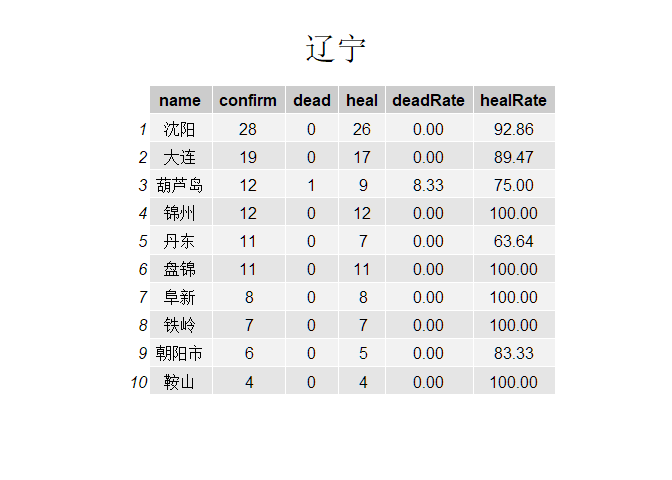 辽宁
name confirm dead heal deadRate healRate
1 沈阳 28 0 26 0.00 92.86
2 大连 19 0 17 0.00 89.47
3 葫芦岛 12 1 9 8.33 75.00
4 锦州 12 0 12 0.00 100.00
5 丹东 11 0 7 0.00 63.64
6 盘锦 11 0 11 0.00 100.00
7 阜新 8 0 8 0.00 100.00
8 铁岭 7 0 7 0.00 100.00
9 朝阳市 6 0 5 0.00 83.33
10 鞍山 4 0 4 0.00 100.00